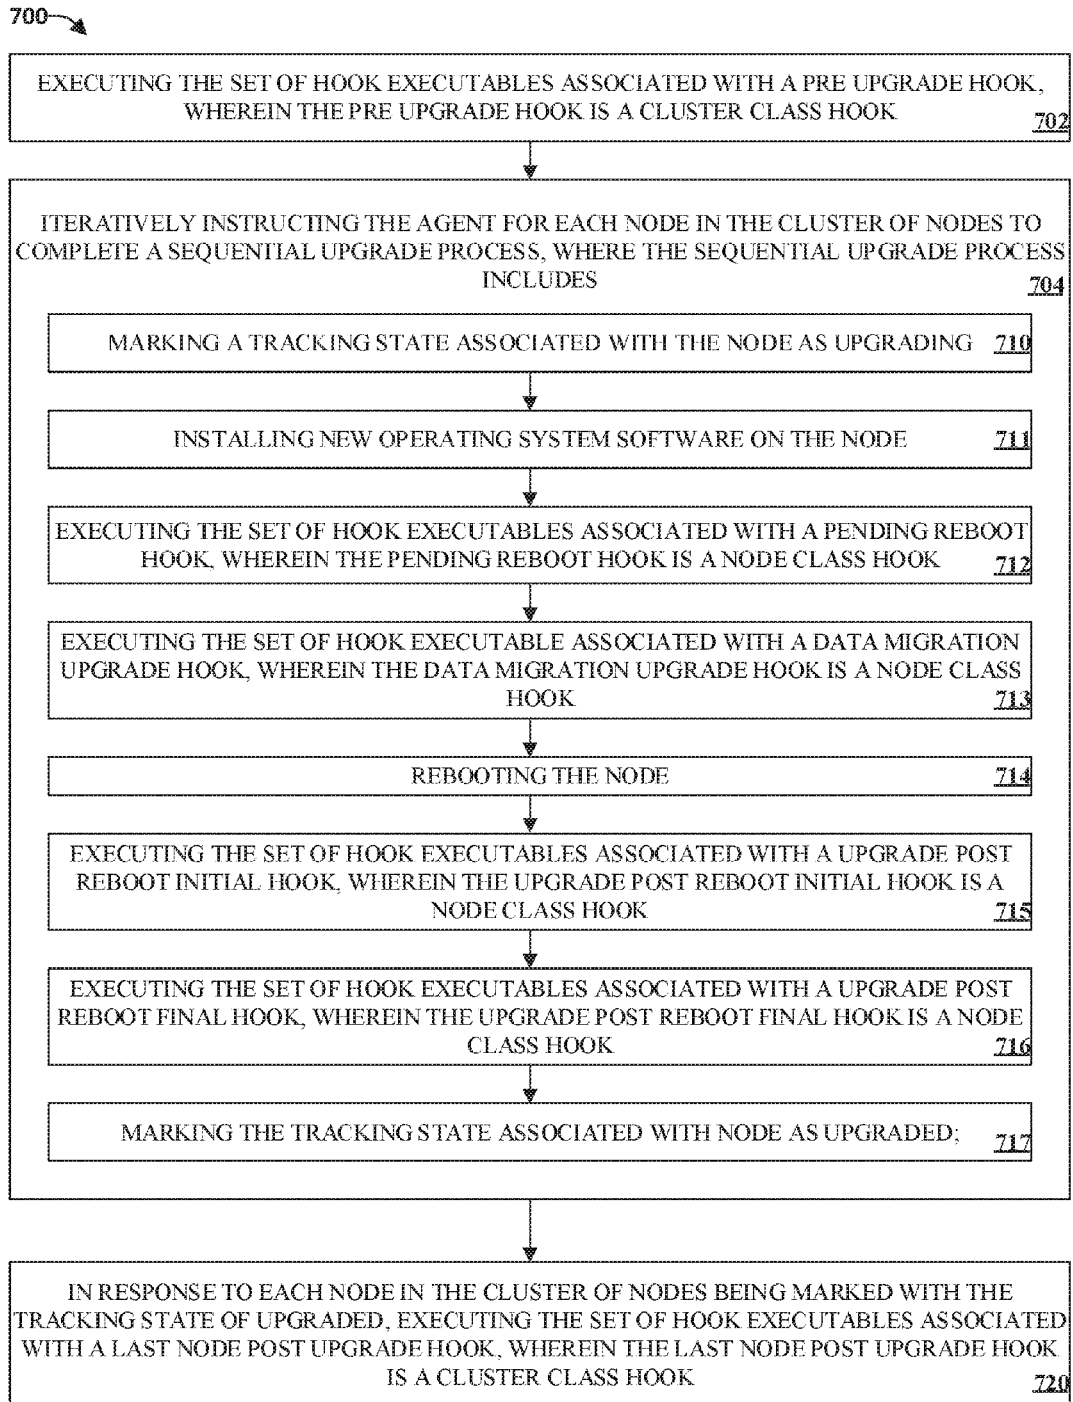 700
EXECUTING THE SET OF HOOK EXECUTABLES ASSOCIATED WITH A PRE UPGRADE HOOK,
WHEREIN THE PRE UPGRADE HOOK IS A CLUSTER CLASS HOOK
702
ITERATIVELY INSTRUCTING THE AGENT FOR EACH NODE IN THE CLUSTER OF NODES TO
COMPLETE A SEQUENTIAL UPGRADE PROCESS, WHERE THE SEQUENTIAL UPGRADE PROCESS
INCLUDES
704
MARKING A TRACKING STATE ASSOCIATED WITH THE NODE AS UPGRADING 710
INSTALLING NEW OPERATING SYSTEM SOFTWARE ON THE NODE 711
EXECUTING THE SET OF HOOK EXECUTABLES ASSOCIATED WITH A PENDING REBOOT
HOOK, WHEREIN THE PENDING REBOOT HOOK IS A NODE CLASS HOOK 712
EXECUTING THE SET OF HOOK EXECUTABLE ASSOCIATED WITH A DATA MIGRATION
UPGRADE HOOK, WHEREIN THE DATA MIGRATION UPGRADE HOOK IS A NODE CLASS
HOOK 713
REBOOTING THE NODE 714
EXECUTING THE SET OF HOOK EXECUTABLES ASSOCIATED WITH A UPGRADE POST
REBOOT INITIAL HOOK, WHEREIN THE UPGRADE POST REBOOT INITIAL HOOK IS A
NODE CLASS HOOK 715
EXECUTING THE SET OF HOOK EXECUTABLES ASSOCIATED WITH A UPGRADE POST
REBOOT FINAL HOOK, WHEREIN THE UPGRADE POST REBOOT FINAL HOOK IS A NODE
CLASS HOOK 716
MARKING THE TRACKING STATE ASSOCIATED WITH NODE AS UPGRADED; 717
IN RESPONSE TO EACH NODE IN THE CLUSTER OF NODES BEING MARKED WITH THE
TRACKING STATE OF UPGRADED, EXECUTING THE SET OF HOOK EXECUTABLES ASSOCIATED
WITH A LAST NODE POST UPGRADE HOOK, WHEREIN THE LAST NODE POST UPGRADE HOOK
IS A CLUSTER CLASS HOOK 720